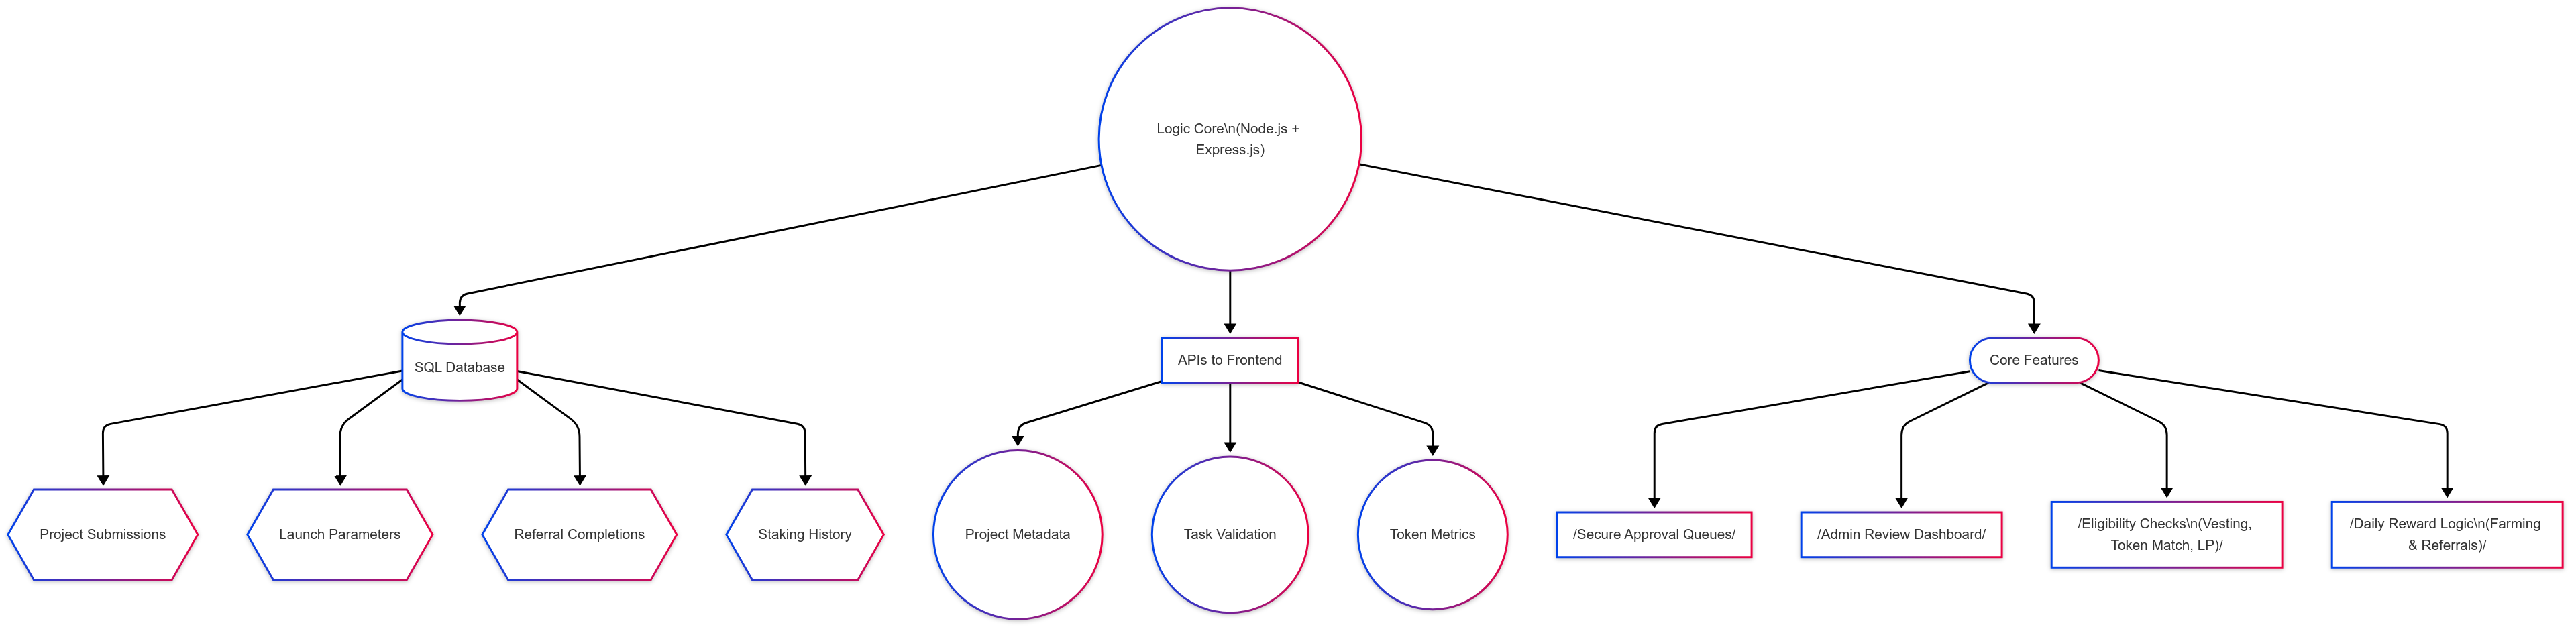 Logic Core\n(Node.js +
Express.js)
SQL Database
APIs to Frontend
Core Features
Project Submissions
Launch Parameters
Referral Completions
Staking History
Project Metadata
Task Validation
Token Metrics
/Secure Approval Queues/
/Admin Review Dashboard/
/Eligibility Checks\n(Vesting,
Token Match, LP)/
/Daily Reward Logic\n(Farming
& Referrals)/